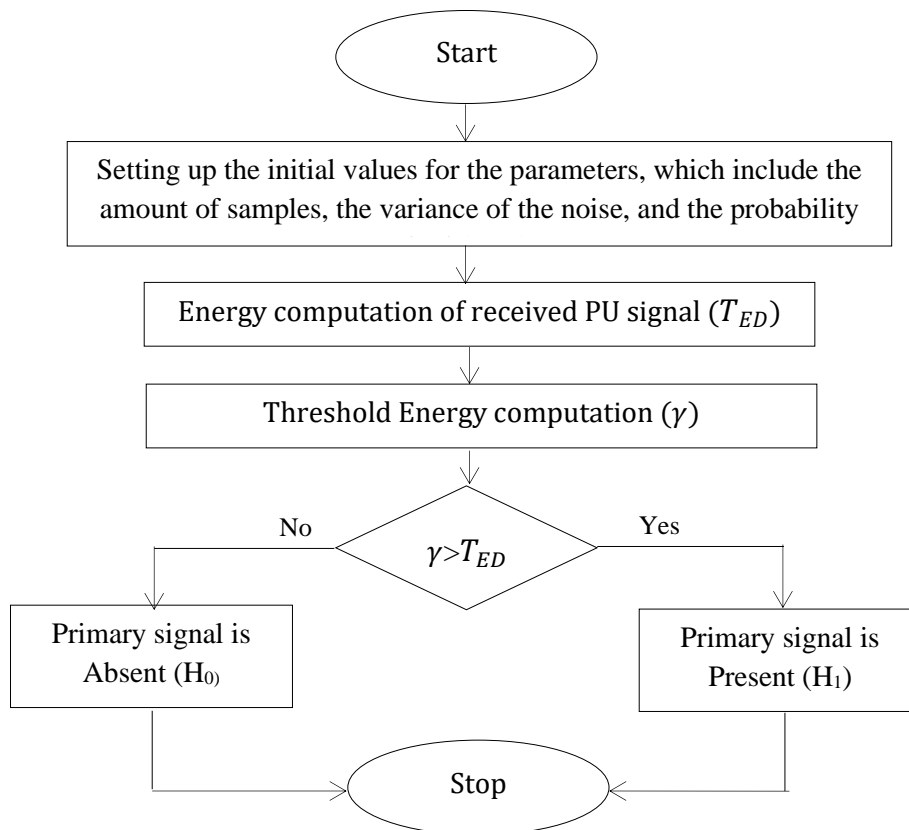 Start
Setting up the initial values for the parameters, which include the
amount of samples, the variance of the noise, and the probability
Energy computation of received PU signal (T_ED)
Threshold Energy computation (γ)
No
Yes
γ>T_ED
Primary signal is
Absent (H₀)
Primary signal is
Present (H₁)
Stop